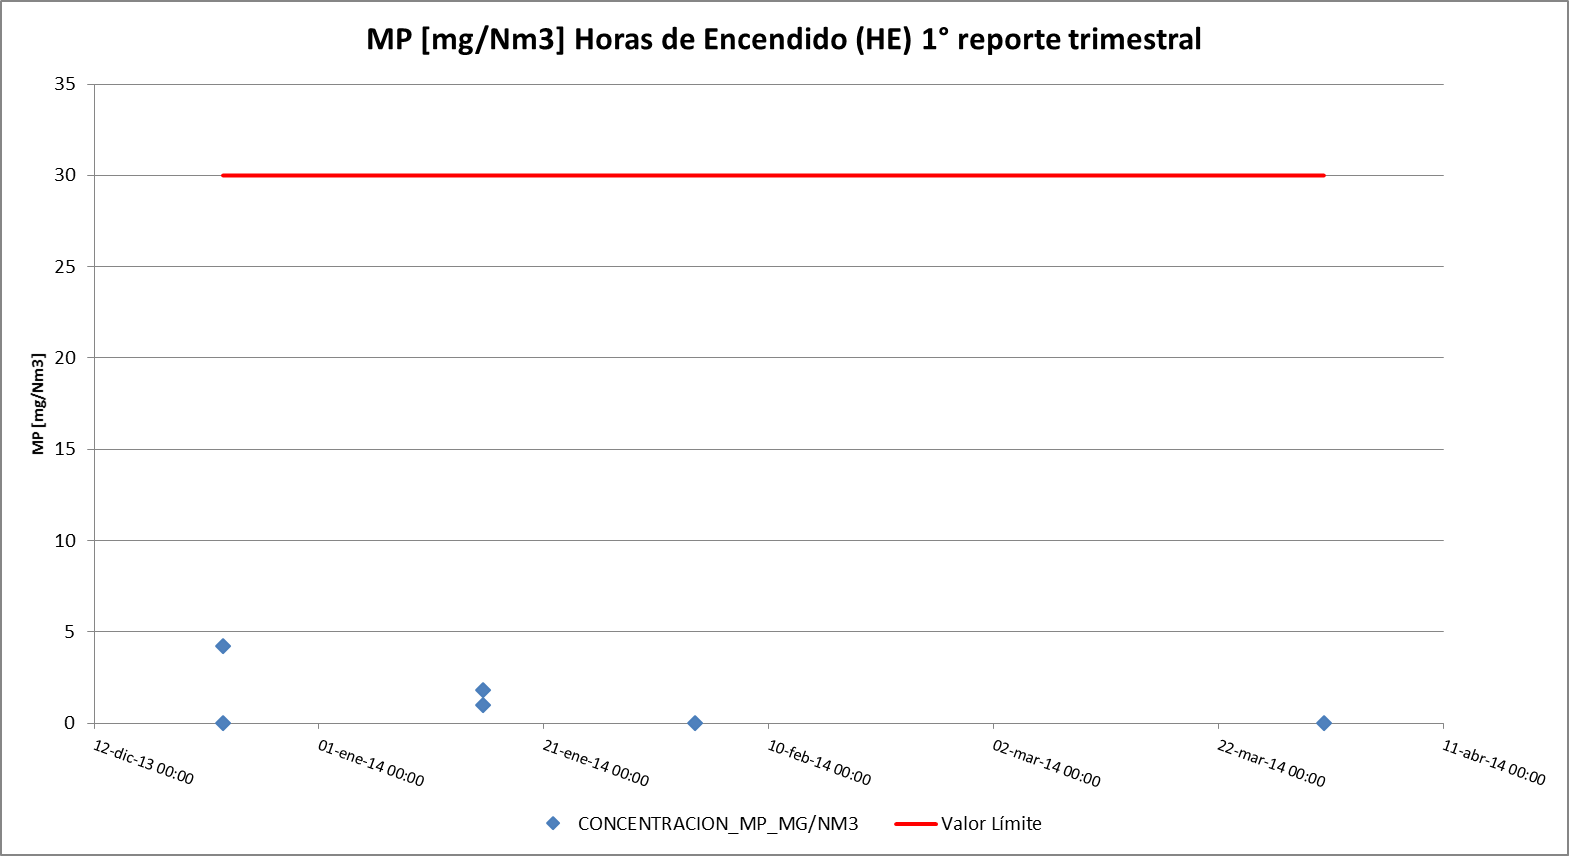 MP [mg/Nm3] Horas de Encendido (HE) 1° reporte trimestral
35
30
25
20
15
10
5
0
MP [mg/Nm3]
12-dic-13 00:00
01-ene-14 00:00
21-ene-14 00:00
10-feb-14 00:00
02-mar-14 00:00
22-mar-14 00:00
11-abr-14 00:00
CONCENTRACION_MP_MG/NM3
Valor Límite